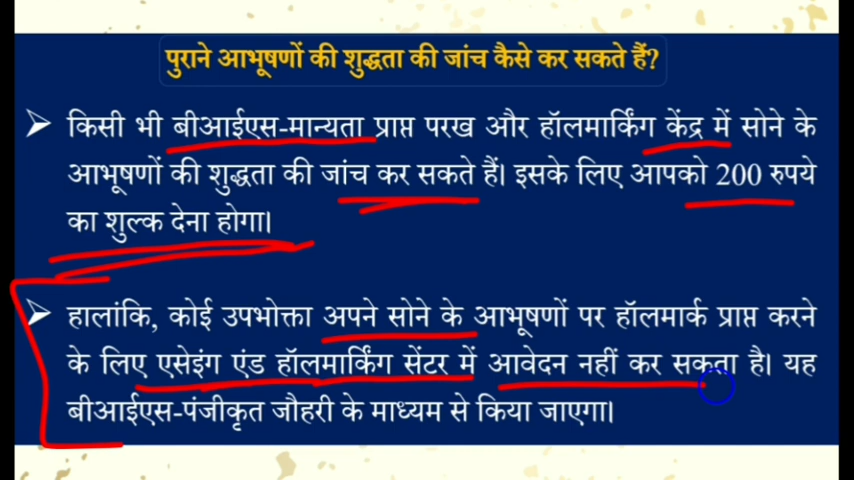 पुराने आभूषणों की शुद्धता की जांच कैसे कर सकते हैं?
किसी भी बीआईएस-मान्यता प्राप्त परख और हॉलमार्किंग केंद्र में सोने के
आभूषणों की शुद्धता की जांच कर सकते हैं। इसके लिए आपको 200 रुपये
का शुल्क देना होगा।
हालांकि, कोई उपभोक्ता अपने सोने के आभूषणों पर हॉलमार्क प्राप्त करने
के लिए एसेइंग एंड हॉलमार्किंग सेंटर में आवेदन नहीं कर सकता है। यह
बीआईएस-पंजीकृत जौहरी के माध्यम से किया जाएगा।